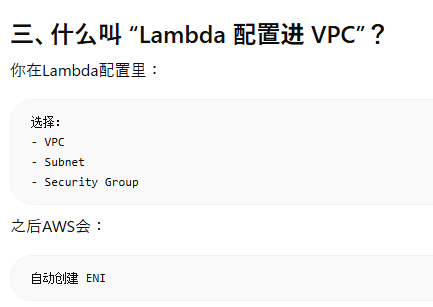 三、什么叫 “Lambda 配置进 VPC”？
你在Lambda配置里：
选择：
- VPC
- Subnet
- Security Group
之后AWS会：
自动创建 ENI